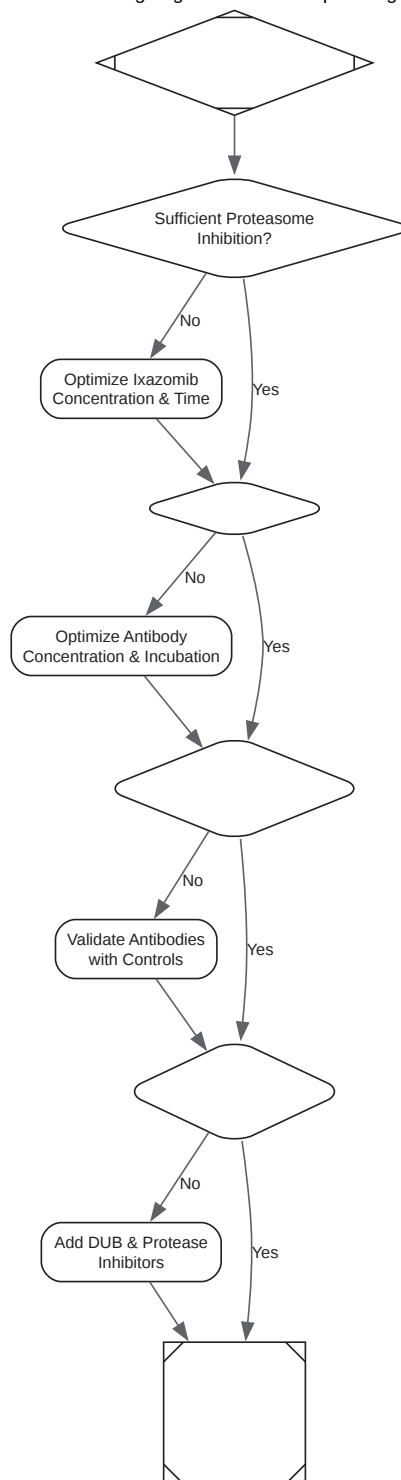 Sufficient Proteasome
Inhibition?
No
Optimize Ixazomib
Concentration & Time
Yes
No
Optimize Antibody
Concentration & Incubation
Yes
No
Validate Antibodies
with Controls
Yes
No
Add DUB & Protease
Inhibitors
Yes